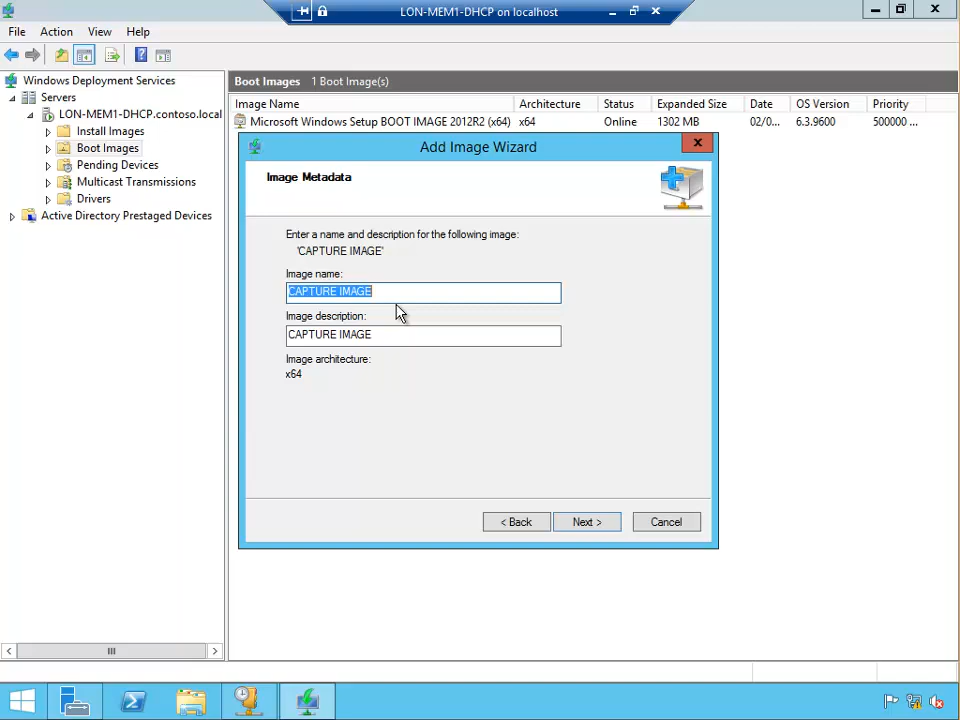 LON-MEM1-DHCP on localhost
File Action View Help
Windows Deployment Services
Servers
LON-MEM1-DHCP.contoso.local
Install Images
Boot Images
Pending Devices
Multicast Transmissions
Drivers
Active Directory Prestaged Devices
Boot Images 1 Boot Image(s)
Image Name Architecture Status Expanded Size Date OS Version Priority
Microsoft Windows Setup BOOT IMAGE 2012R2 (x64) x64 Online 1302 MB 02/0... 6.3.9600 500000 ...
Add Image Wizard
Image Metadata
Enter a name and description for the following image:
'CAPTURE IMAGE'
Image name:
CAPTURE IMAGE
Image description:
CAPTURE IMAGE
Image architecture:
x64
< Back Next > Cancel